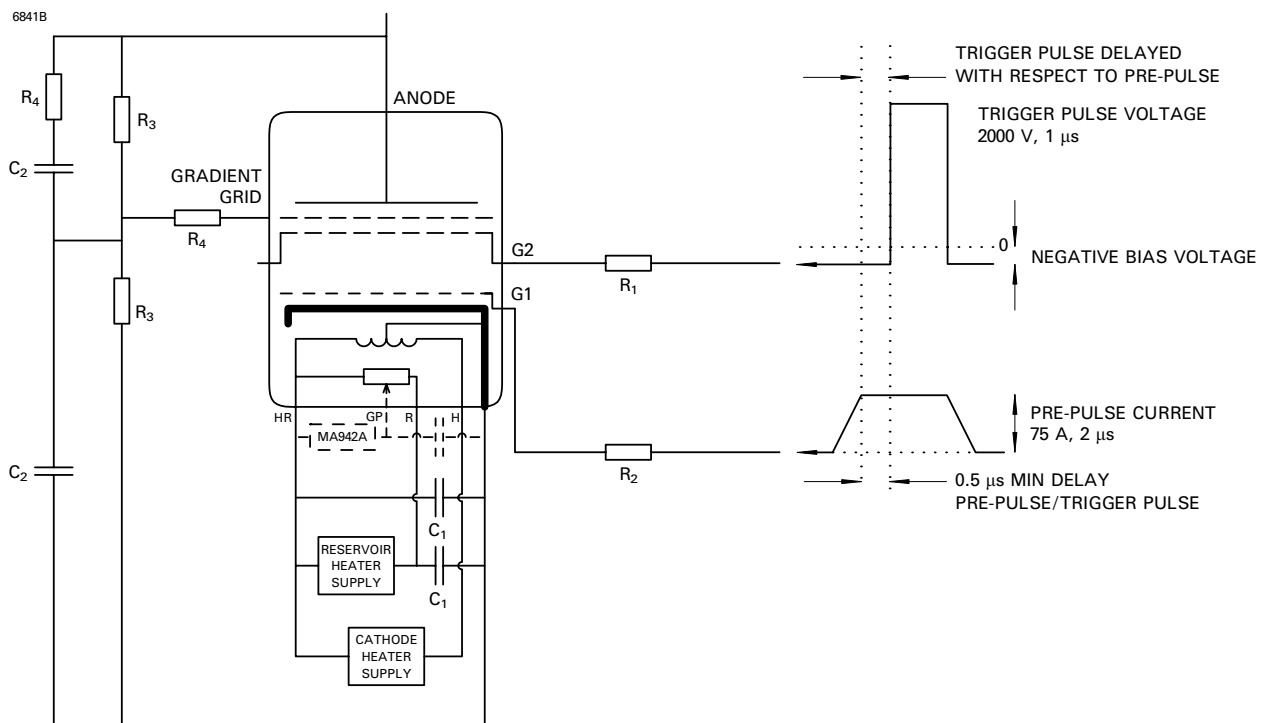 6841B
TRIGGER PULSE DELAYED
WITH RESPECT TO PRE-PULSE
R4
R3
ANODE
TRIGGER PULSE VOLTAGE
2000 V, 1 μs
C2
GRADIENT
GRID
R4
G2
R1
0
NEGATIVE BIAS VOLTAGE
R3
G1
HR
GP
R
H
MA942A
PRE-PULSE CURRENT
75 A, 2 μs
C2
R2
0.5 μs MIN DELAY
PRE-PULSE/TRIGGER PULSE
C1
RESERVOIR
HEATER
SUPPLY
C1
CATHODE
HEATER
SUPPLY